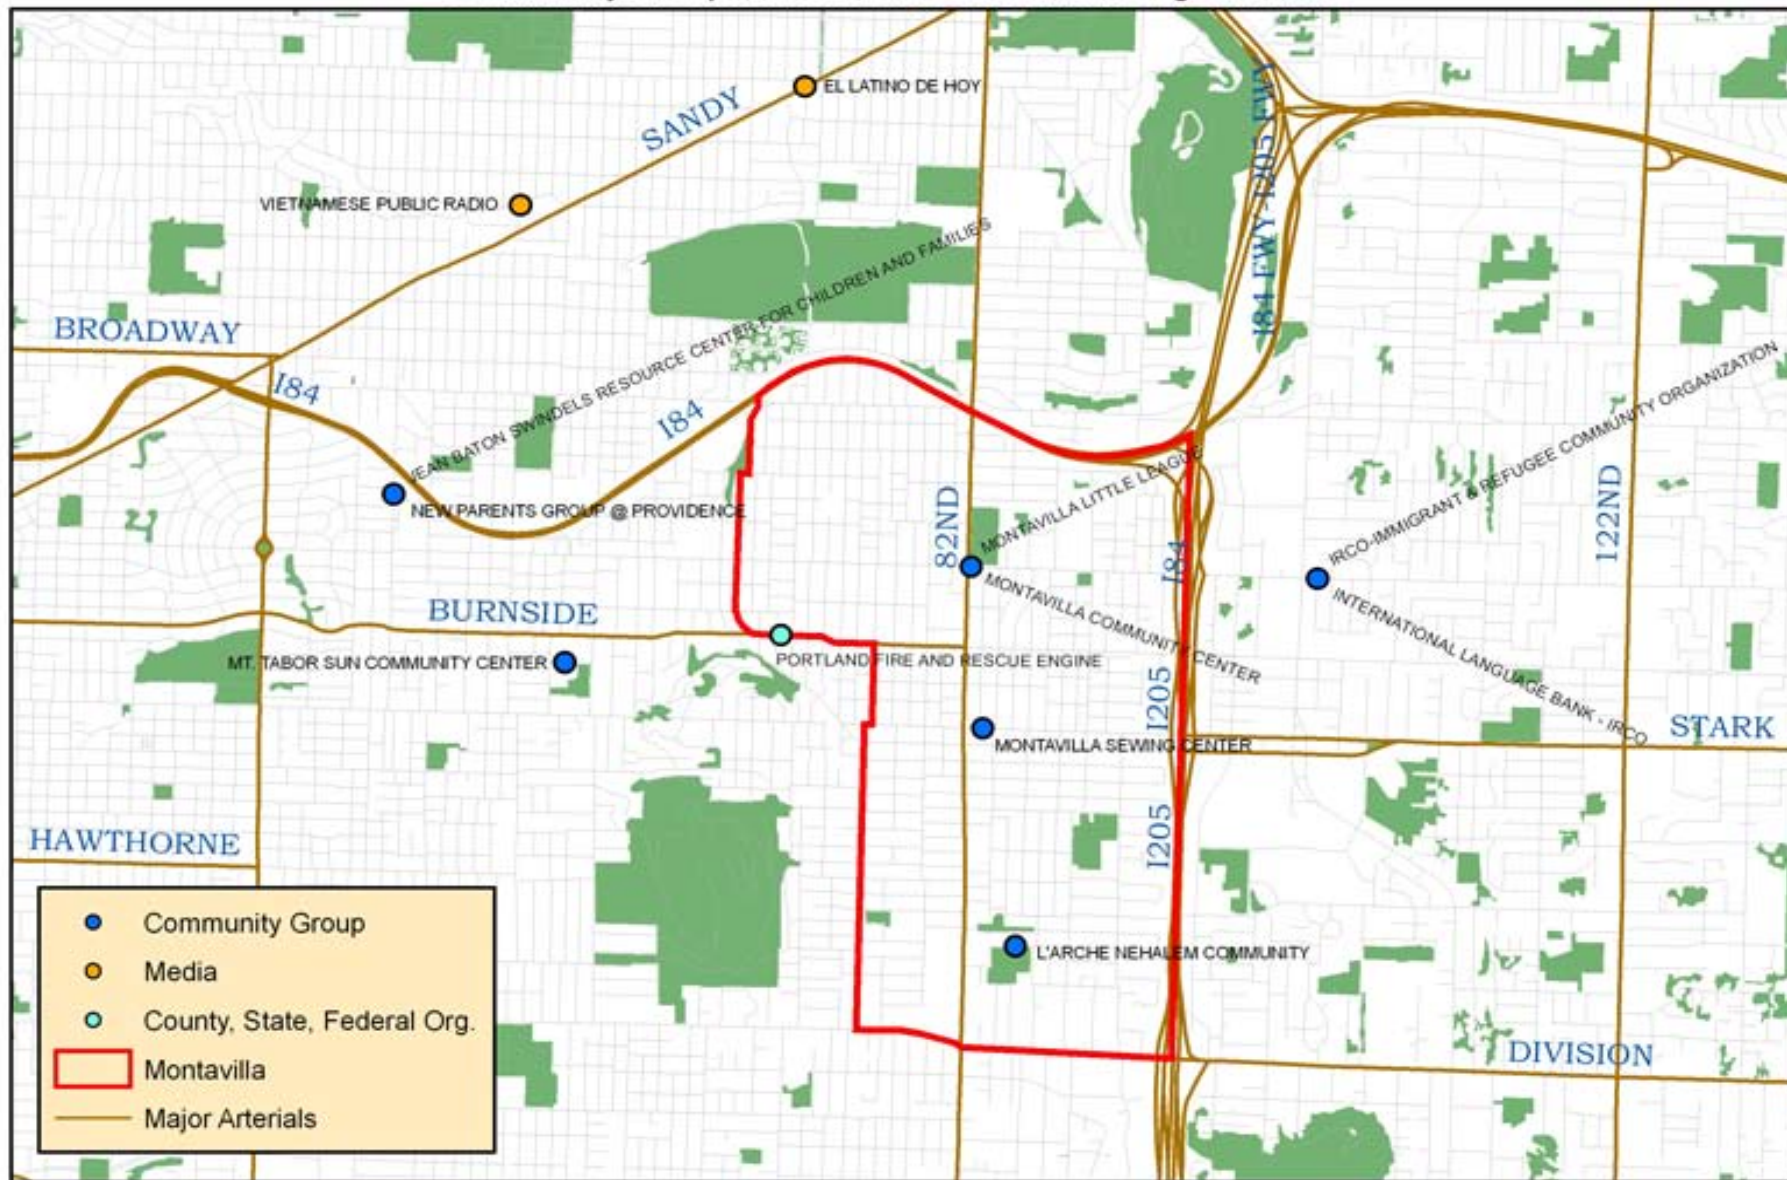 EL LATINO DE HOY
SANDY
I84 FWY-I205 FWY
VIETNAMESE PUBLIC RADIO
BROADWAY
JEAN BATON SWINDELS RESOURCE CENTER FOR CHILDREN AND FAMILIES
I84
I84
NEW PARENTS GROUP @ PROVIDENCE
MONTAVILLA LITTLE LEAGUE
IRCO-IMMIGRANT & REFUGEE COMMUNITY ORGANIZATION
82ND
122ND
I84
MONTAVILLA COMMUNITY CENTER
INTERNATIONAL LANGUAGE BANK - IRCO
BURNSIDE
MT. TABOR SUN COMMUNITY CENTER
PORTLAND FIRE AND RESCUE ENGINE
I205
STARK
MONTAVILLA SEWING CENTER
HAWTHORNE
I205
L'ARCHE NEHALEM COMMUNITY
DIVISION
Community Group
Media
County, State, Federal Org.
Montavilla
Major Arterials